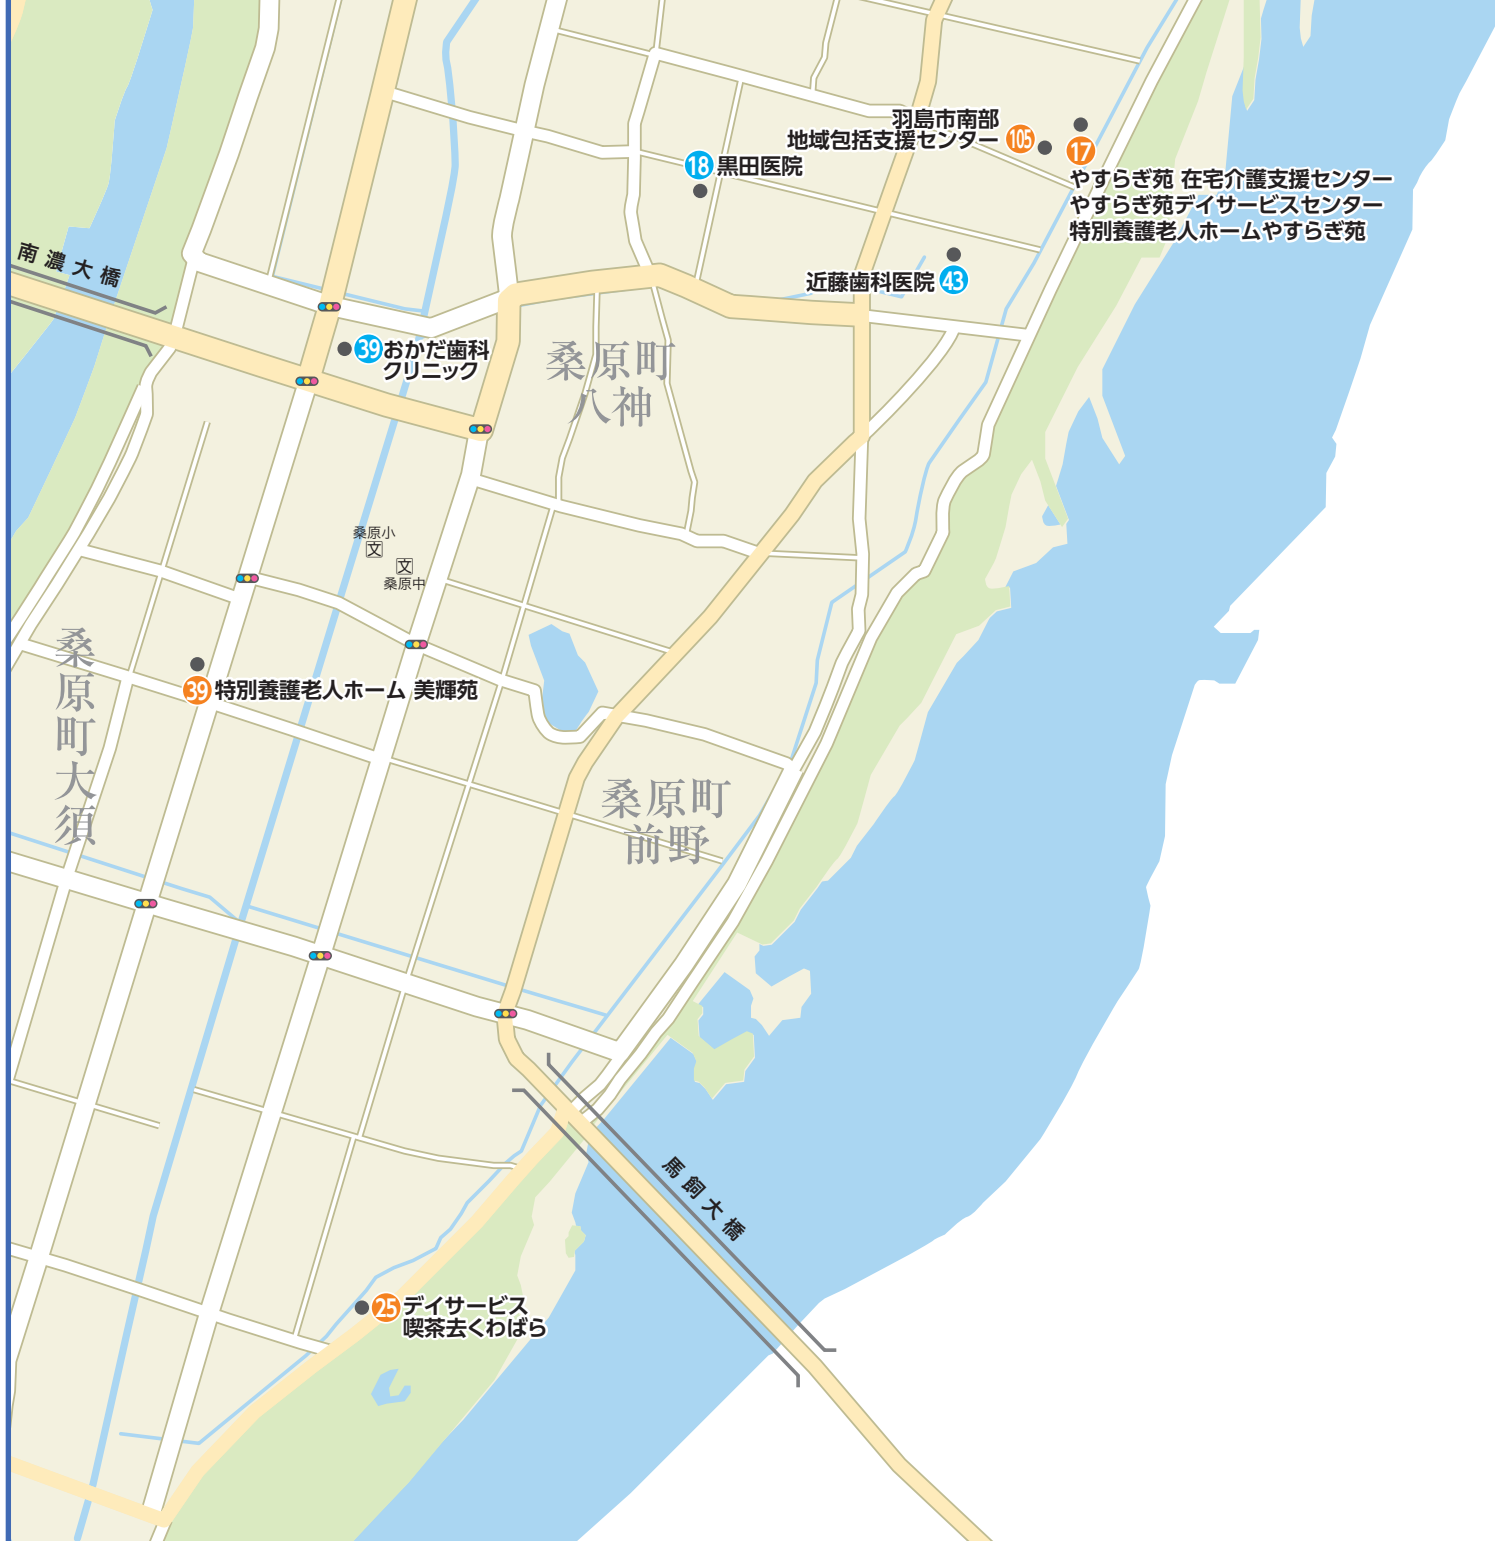 羽島市南部
地域包括支援センター 105
17
やすらぎ苑 在宅介護支援センター
やすらぎ苑デイサービスセンター
特別養護老人ホームやすらぎ苑
18 黒田医院
南濃大橋
近藤歯科医院 43
39 おかだ歯科
クリニック
桑原町
八神
桑原小
文
文
桑原中
桑原町大須
39 特別養護老人ホーム 美輝苑
桑原町
前野
馬飼大橋
25 デイサービス
喫茶去くわばら